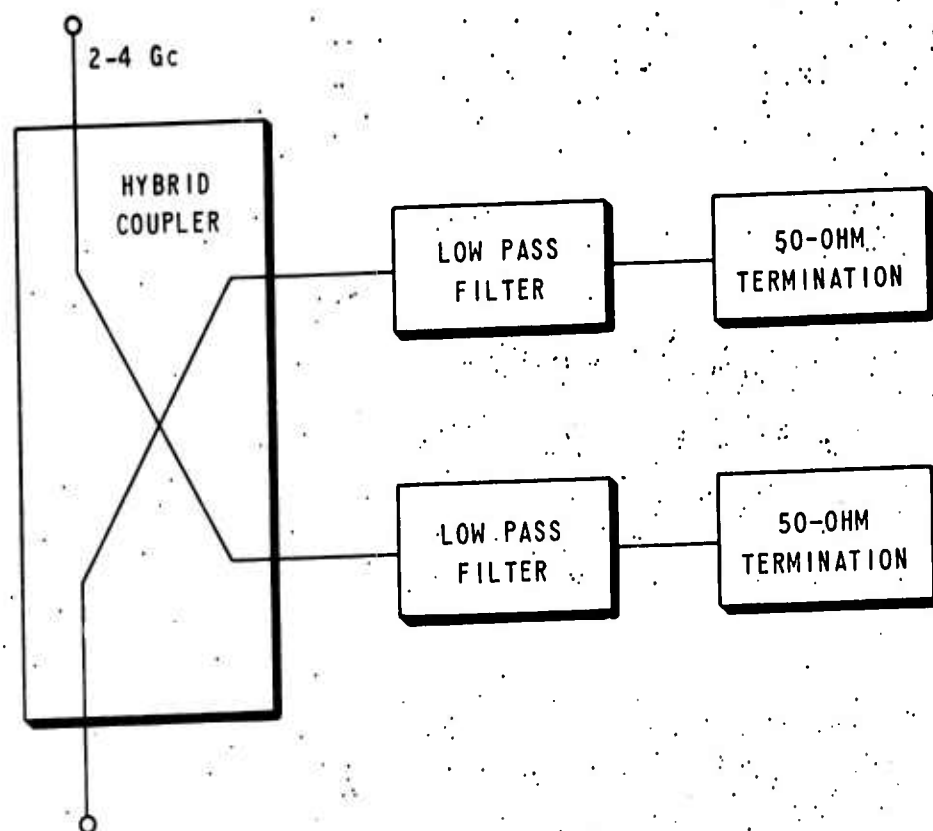 2-4 Gc
HYBRID
COUPLER
LOW PASS
FILTER
50-OHM
TERMINATION
LOW PASS
FILTER
50-OHM
TERMINATION